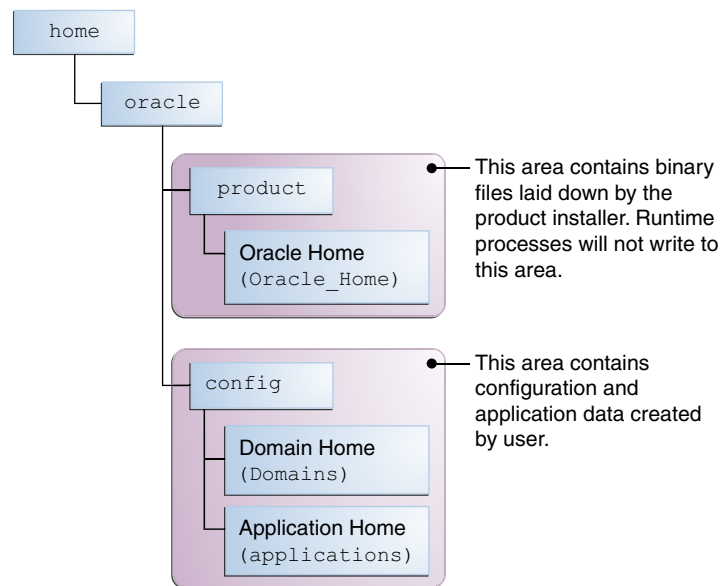 home
oracle
product
Oracle Home
(Oracle_Home)
This area contains binary
files laid down by the
product installer. Runtime
processes will not write to
this area.
config
Domain Home
(Domains)
Application Home
(applications)
This area contains
configuration and
application data created
by user.